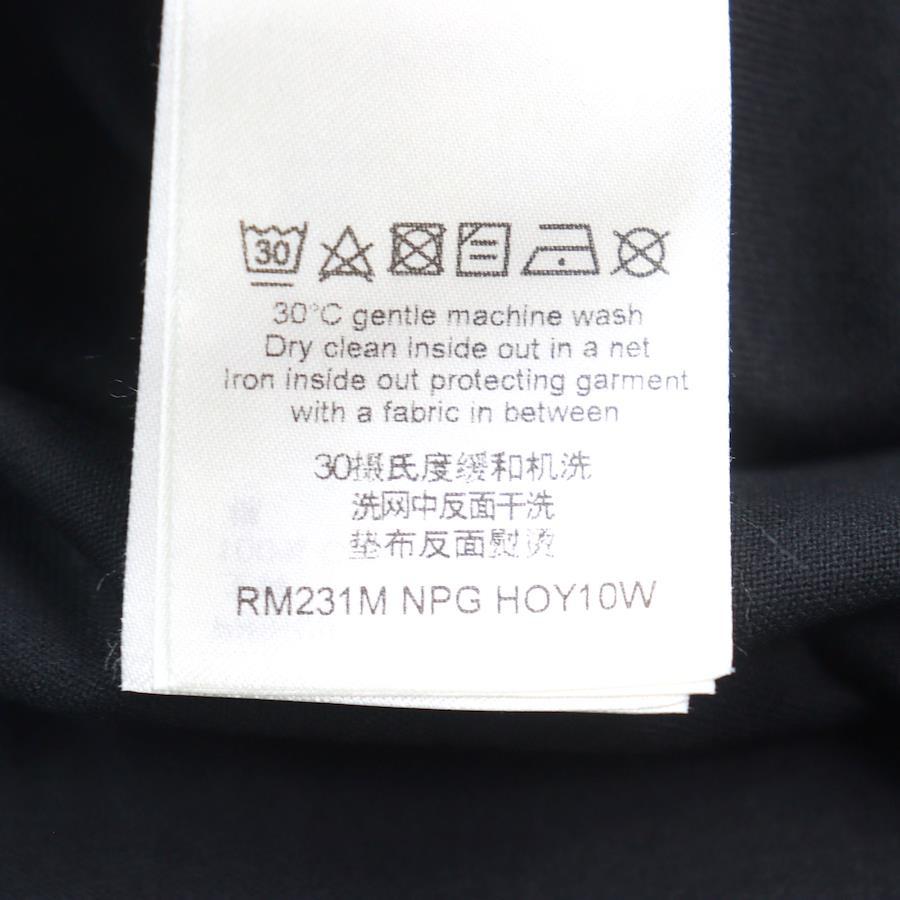 30
30°C gentle machine wash
Dry clean inside out in a net
Iron inside out protecting garment
with a fabric in between
30摄氏度缓和机洗
洗网中反面干洗
垫布反面熨烫
RM231M NPG HOY10W